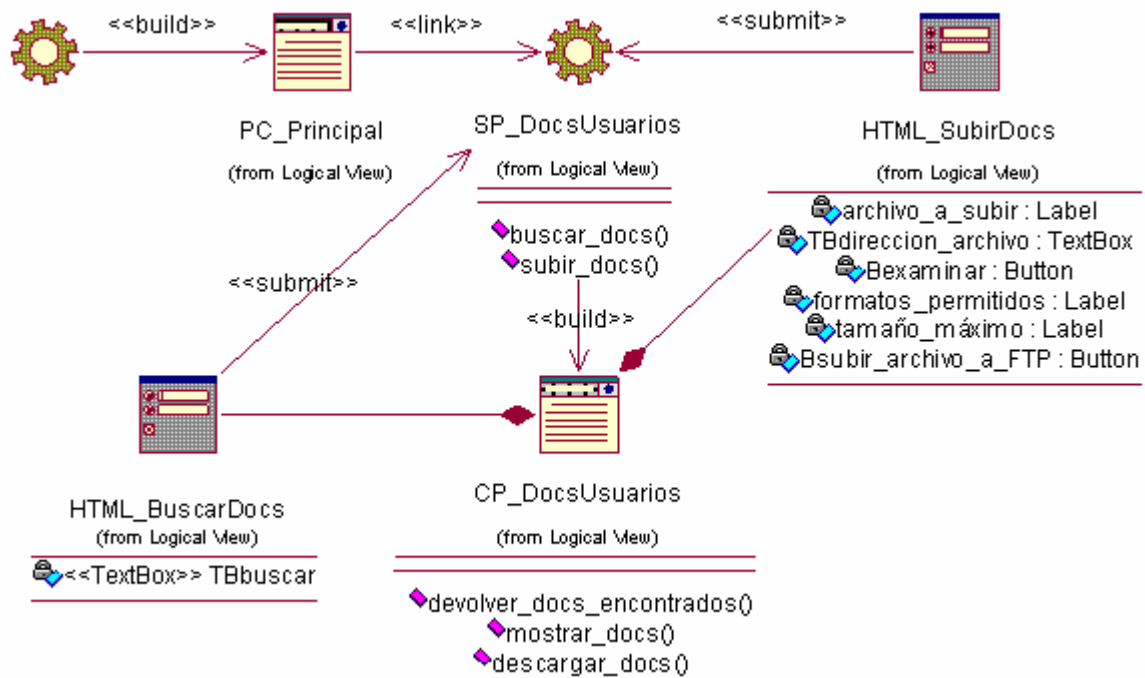 <<build>>
<<link>>
<<submit>>
PC_Principal
(from Logical View)
SP_DocsUsuarios
(from Logical View)
buscar_docs()
subir_docs()
HTML_SubirDocs
(from Logical View)
archivo_a_subir : Label
TBdireccion_archivo : TextBox
Bexaminar : Button
formatos_permitidos : Label
tamaño_máximo : Label
Bsubir_archivo_a_FTP : Button
<<submit>>
<<build>>
HTML_BuscarDocs
(from Logical View)
<<TextBox>> TBbuscar
CP_DocsUsuarios
(from Logical View)
devolver_docs_encontrados()
mostrar_docs()
descargar_docs()